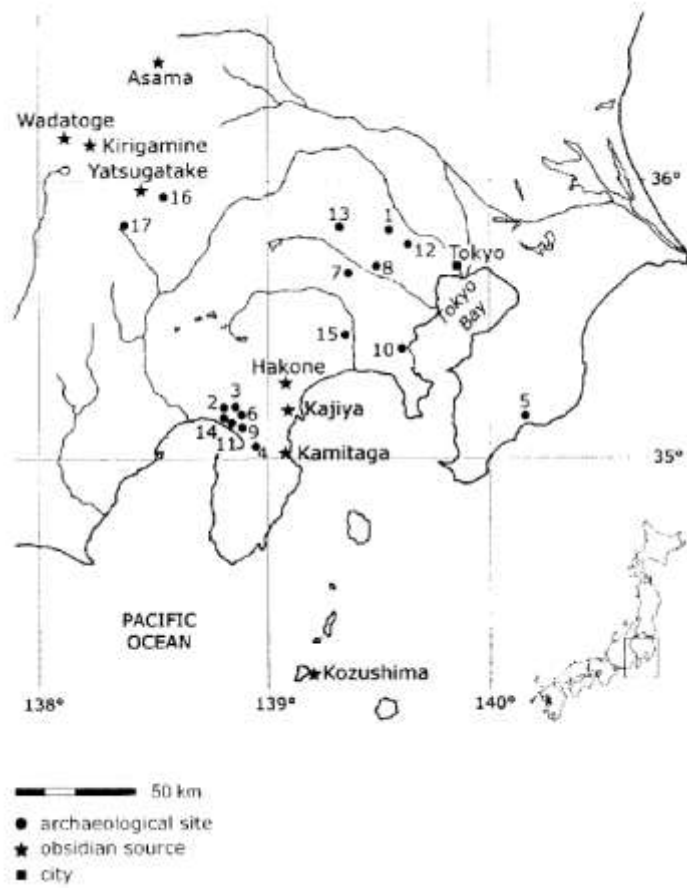 Asama
Wadatoge
Kirigamine
Yatsugatake
16
36°
17
13
1
12
Tokyo
7
8
Tokyo
Bay
15
10
Hakone
2
3
6
Kajiya
5
14
11
9
4
Kamitaga
35°
PACIFIC
OCEAN
Kozushima
138°
139°
140°
50 km
archaeological site
obsidian source
city